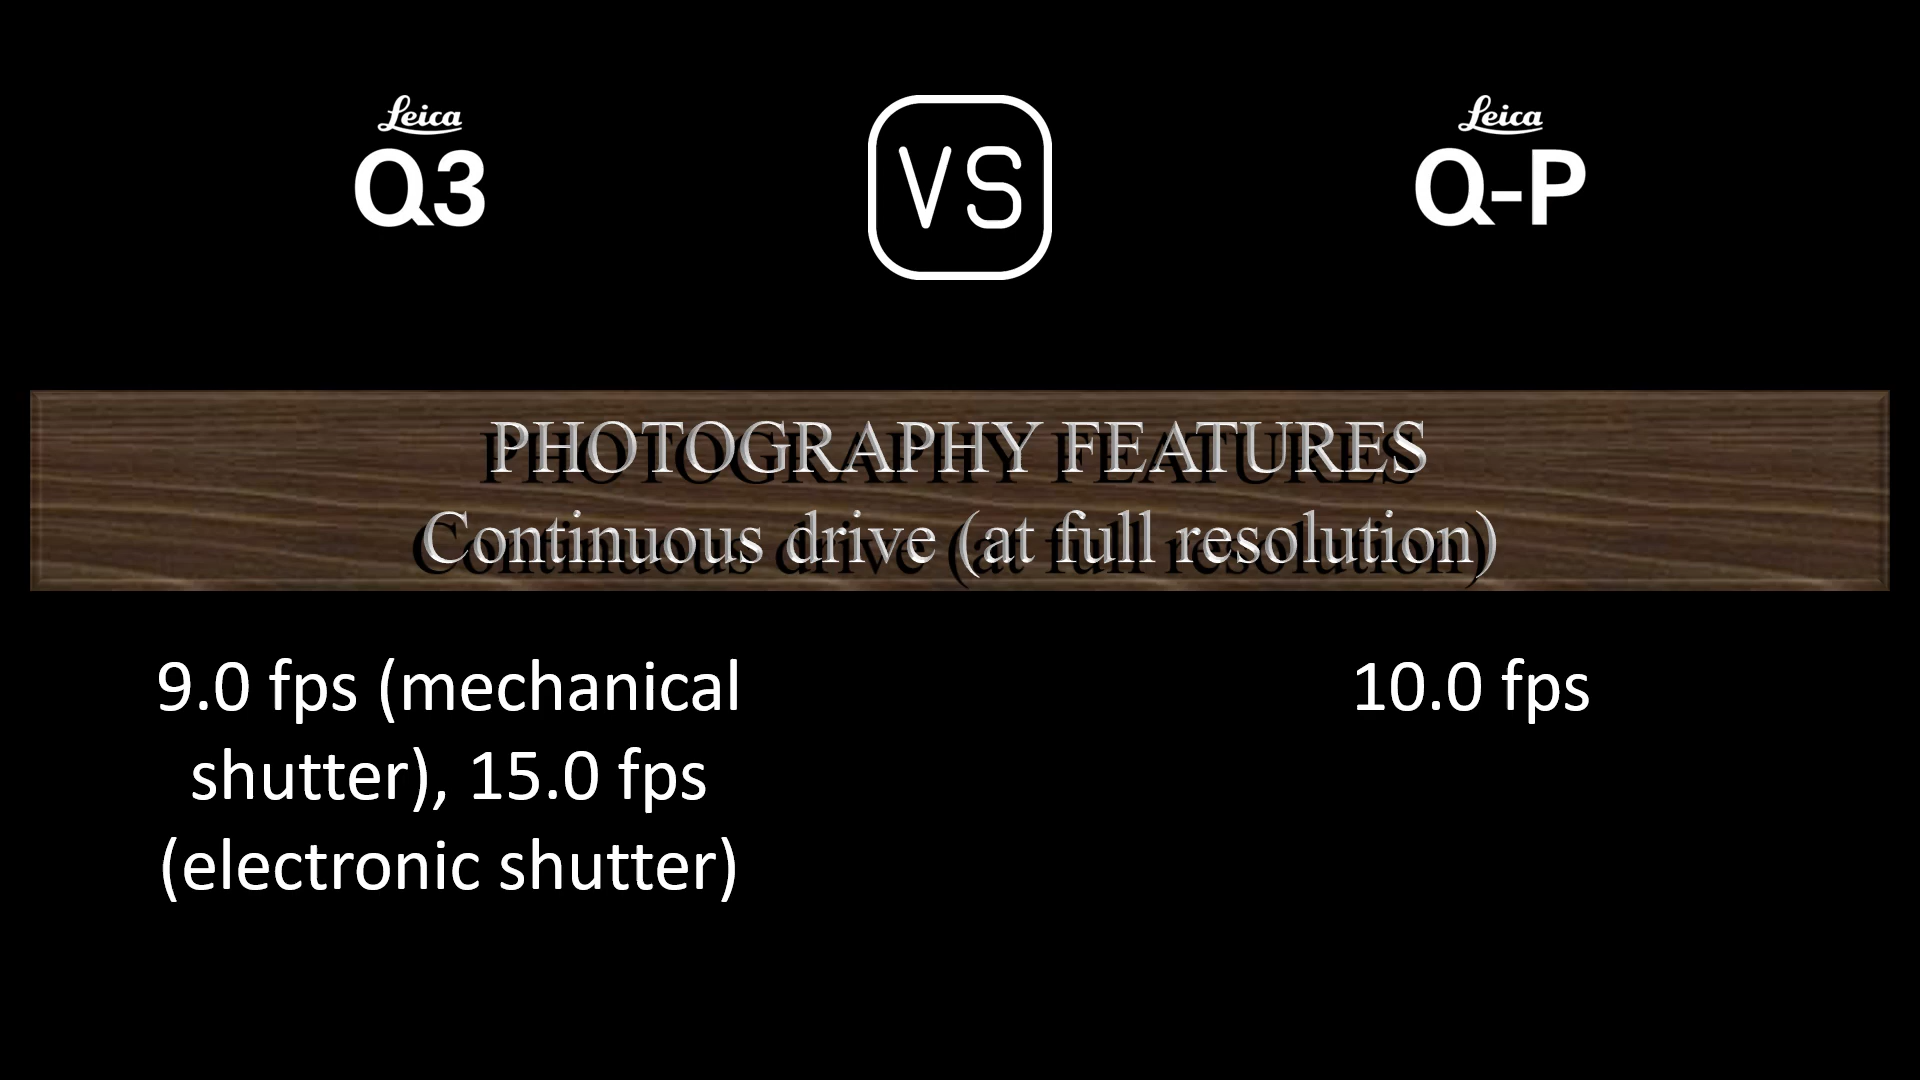 Leica
Q3
VS
Leica
Q-P
PHOTOGRAPHY FEATURES
Continuous drive (at full resolution)
9.0 fps (mechanical
shutter), 15.0 fps
(electronic shutter)
10.0 fps